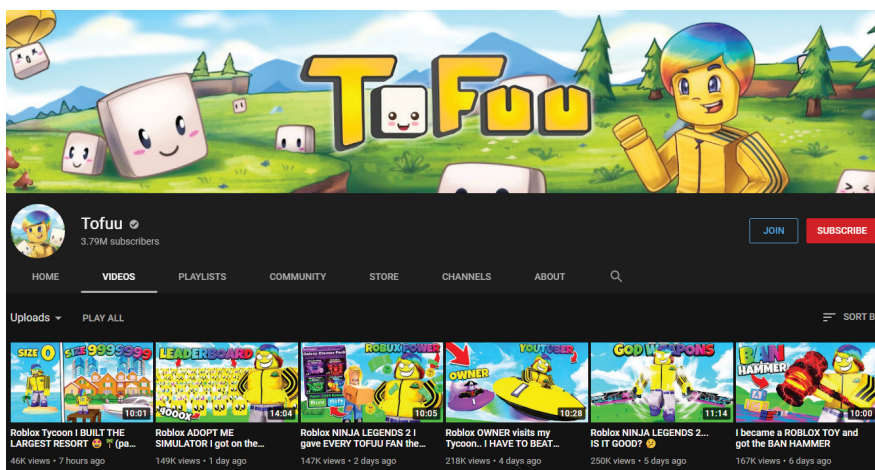 ToFuu
Tofuu
3.79M subscribers
JOIN
SUBSCRIBE
HOME
VIDEOS
PLAYLISTS
COMMUNITY
STORE
CHANNELS
ABOUT
Uploads
PLAY ALL
SORT B
SIZE 0
SIZE 9999999
10:01
Roblox Tycoon I BUILT THE
LARGEST RESORT 🤩 🌴 (pa...
46K views • 7 hours ago
LEADERBOARD
4000X
14:04
Roblox ADOPT ME
SIMULATOR I got on the...
149K views • 1 day ago
ROBUX POWER
10:05
Roblox NINJA LEGENDS 2 I
gave EVERY TOFUU FAN the...
147K views • 2 days ago
OWNER
YOUTUBER
10:28
Roblox OWNER visits my
Tycoon.. I HAVE TO BEAT...
218K views • 4 days ago
GOD WEAPONS
11:14
Roblox NINJA LEGENDS 2...
IS IT GOOD? 🤔
250K views • 5 days ago
BAN
HAMMER
10:00
I became a ROBLOX TOY and
got the BAN HAMMER
167K views • 6 days ago